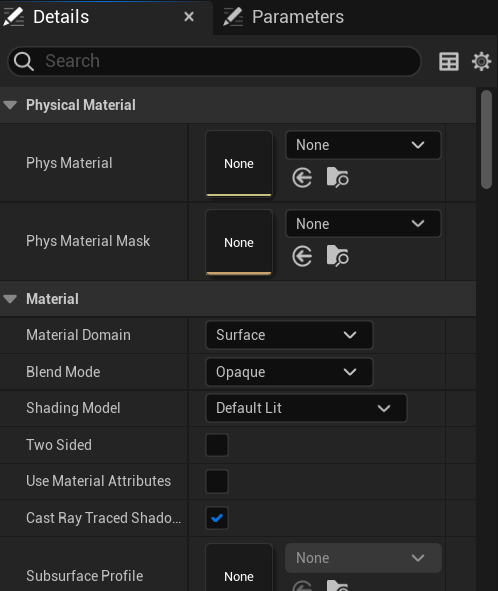 Details
Parameters
Search
Physical Material
Phys Material
None
None
Phys Material Mask
None
None
Material
Material Domain
Surface
Blend Mode
Opaque
Shading Model
Default Lit
Two Sided
Use Material Attributes
Cast Ray Traced Shado...
Subsurface Profile
None
None